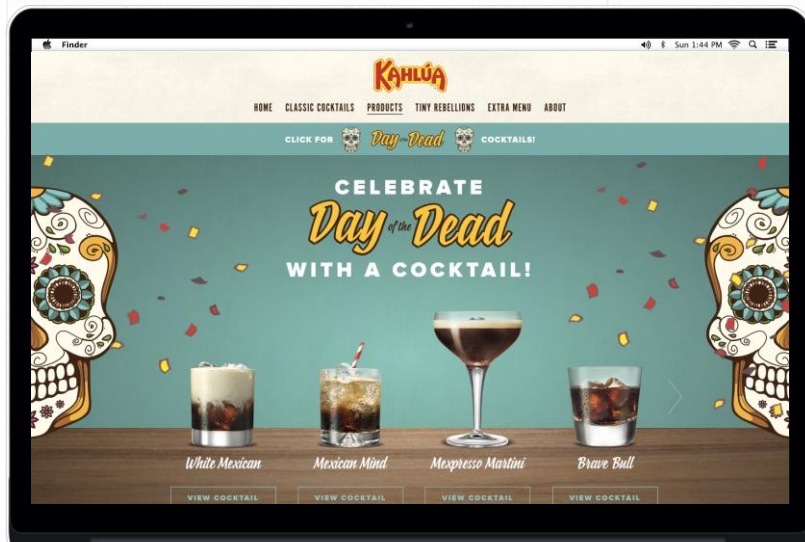 Finder Sun 1:44 PM
KAHLÚA
HOME CLASSIC COCKTAILS PRODUCTS TINY REBELLIONS EXTRA MENU ABOUT
CLICK FOR Day of the Dead COCKTAILS!
CELEBRATE
Day of the Dead
WITH A COCKTAIL!
White Mexican Mexican Mind Mexpresso Martini Brave Bull
VIEW COCKTAIL VIEW COCKTAIL VIEW COCKTAIL VIEW COCKTAIL